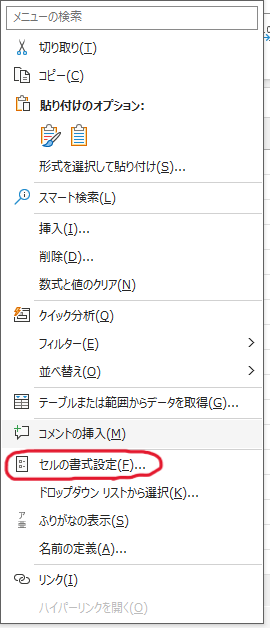 メニューの検索
切り取り(T)
コピー(C)
貼り付けのオプション:
形式を選択して貼り付け(S)...
スマート検索(L)
挿入(I)...
削除(D)...
数式と値のクリア(N)
クイック分析(Q)
フィルター(E)
並べ替え(O)
テーブルまたは範囲からデータを取得(G)...
コメントの挿入(M)
セルの書式設定(F)...
ドロップダウン リストから選択(K)...
ア亜
ふりがなの表示(S)
名前の定義(A)...
リンク(I)
ハイパーリンクを開く(O)